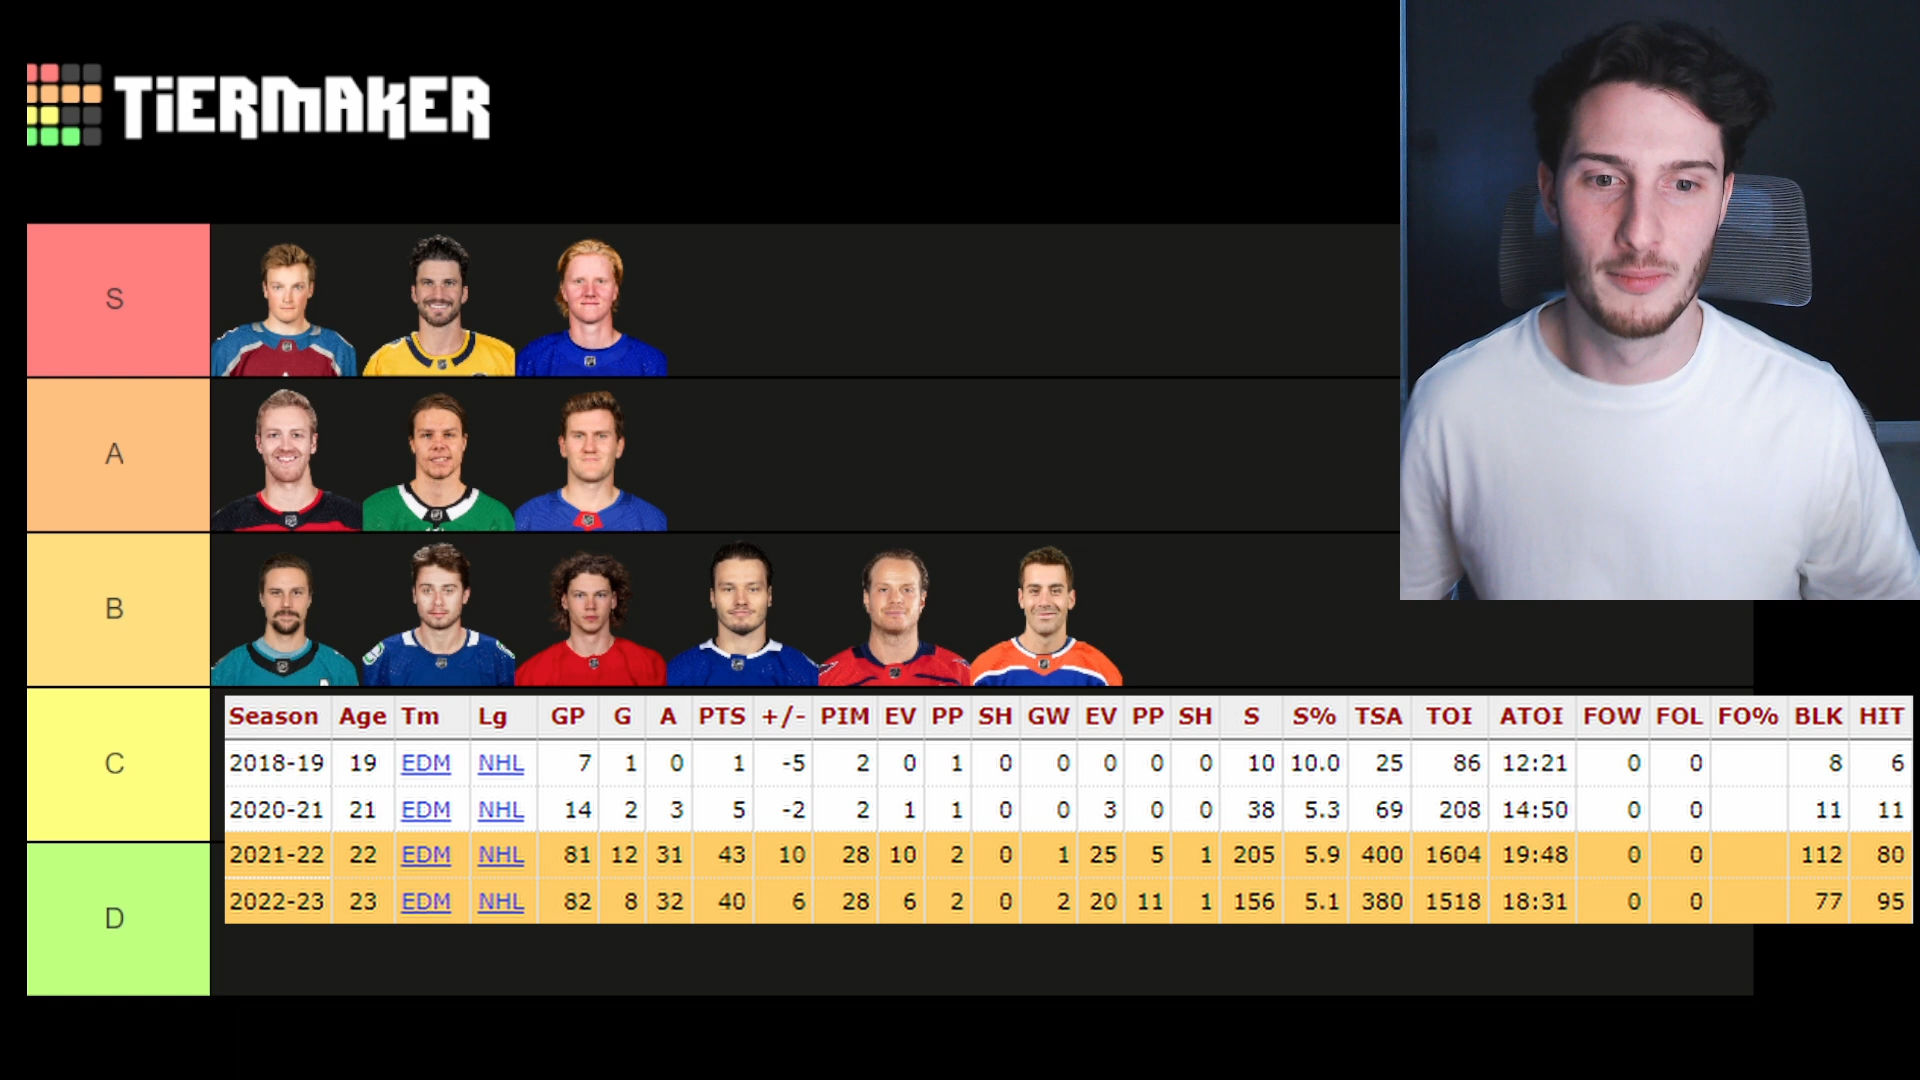 TiERMAKER
S
A
B
C
D
Season Age Tm Lg GP G A PTS +/- PIM EV PP SH GW EV PP SH S S% TSA TOI ATOI FOW FOL FO% BLK HIT
2018-19 19 EDM NHL 7 1 0 1 -5 2 0 1 0 0 0 0 0 10 10.0 25 86 12:21 0 0 8 6
2020-21 21 EDM NHL 14 2 3 5 -2 2 1 1 0 0 3 0 0 38 5.3 69 208 14:50 0 0 11 11
2021-22 22 EDM NHL 81 12 31 43 10 28 10 2 0 1 25 5 1 205 5.9 400 1604 19:48 0 0 112 80
2022-23 23 EDM NHL 82 8 32 40 6 28 6 2 0 2 20 11 1 156 5.1 380 1518 18:31 0 0 77 95